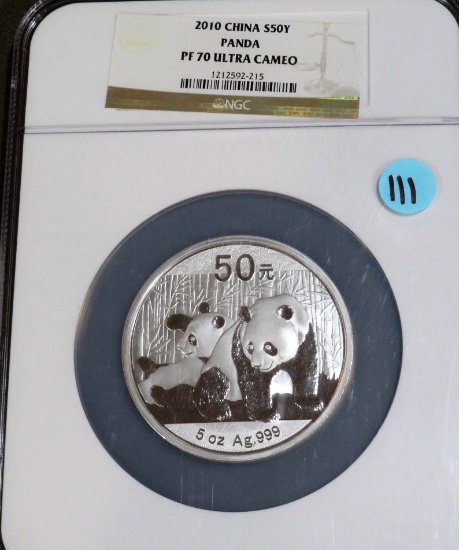 2010 CHINA S50Y
PANDA
PF 70 ULTRA CAMEO
1212592-215
NGC
111
50元
5 oz Ag.999